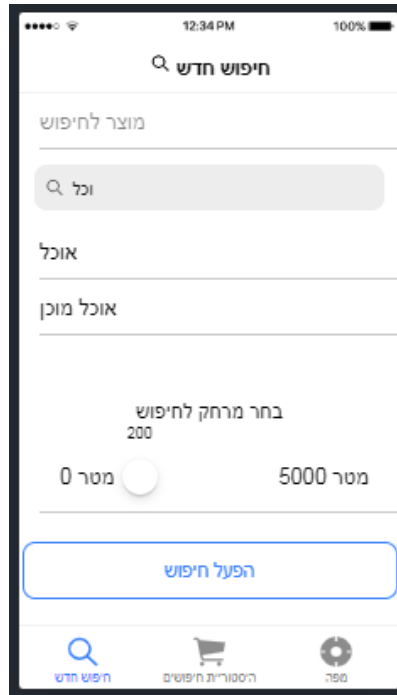 12:34 PM
100%
חיפוש חדש
מוצר לחיפוש
וכל
אוכל
אוכל מוכן
בחר מרחק לחיפוש
200
מטר 0
מטר 5000
הפעל חיפוש
חיפוש חדש
היסטוריית חיפושים
מפה